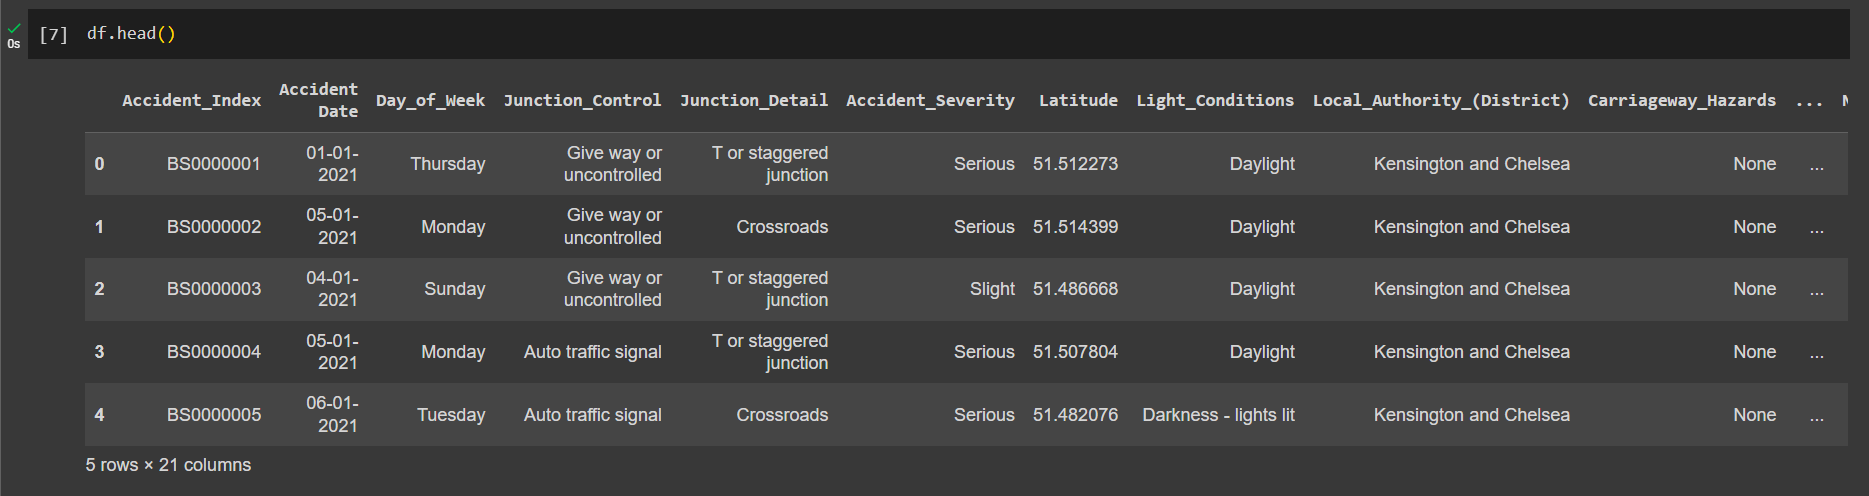 [7] df.head()
0s
Accident_Index Accident Date Day_of_Week Junction_Control Junction_Detail Accident_Severity Latitude Light_Conditions Local_Authority_(District) Carriageway_Hazards ...
0 BS0000001 01-01-2021 Thursday Give way or uncontrolled T or staggered junction Serious 51.512273 Daylight Kensington and Chelsea None ...
1 BS0000002 05-01-2021 Monday Give way or uncontrolled Crossroads Serious 51.514399 Daylight Kensington and Chelsea None ...
2 BS0000003 04-01-2021 Sunday Give way or uncontrolled T or staggered junction Slight 51.486668 Daylight Kensington and Chelsea None ...
3 BS0000004 05-01-2021 Monday Auto traffic signal T or staggered junction Serious 51.507804 Daylight Kensington and Chelsea None ...
4 BS0000005 06-01-2021 Tuesday Auto traffic signal Crossroads Serious 51.482076 Darkness - lights lit Kensington and Chelsea None ...
5 rows × 21 columns